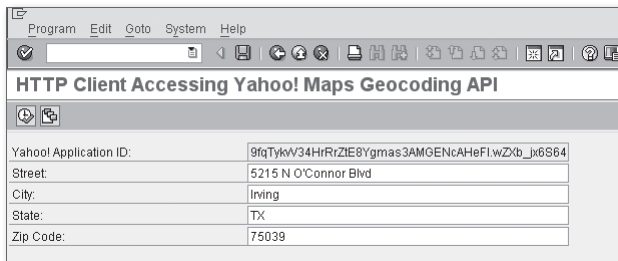 Program Edit Goto System Help
HTTP Client Accessing Yahoo! Maps Geocoding API
Yahoo! Application ID: 9fqTykvV34HrRrZtE8Ygmas3AMGENcAHeFI.wZXb_jx6S64
Street: 5215 N O'Connor Blvd
City: Irving
State: TX
Zip Code: 75039